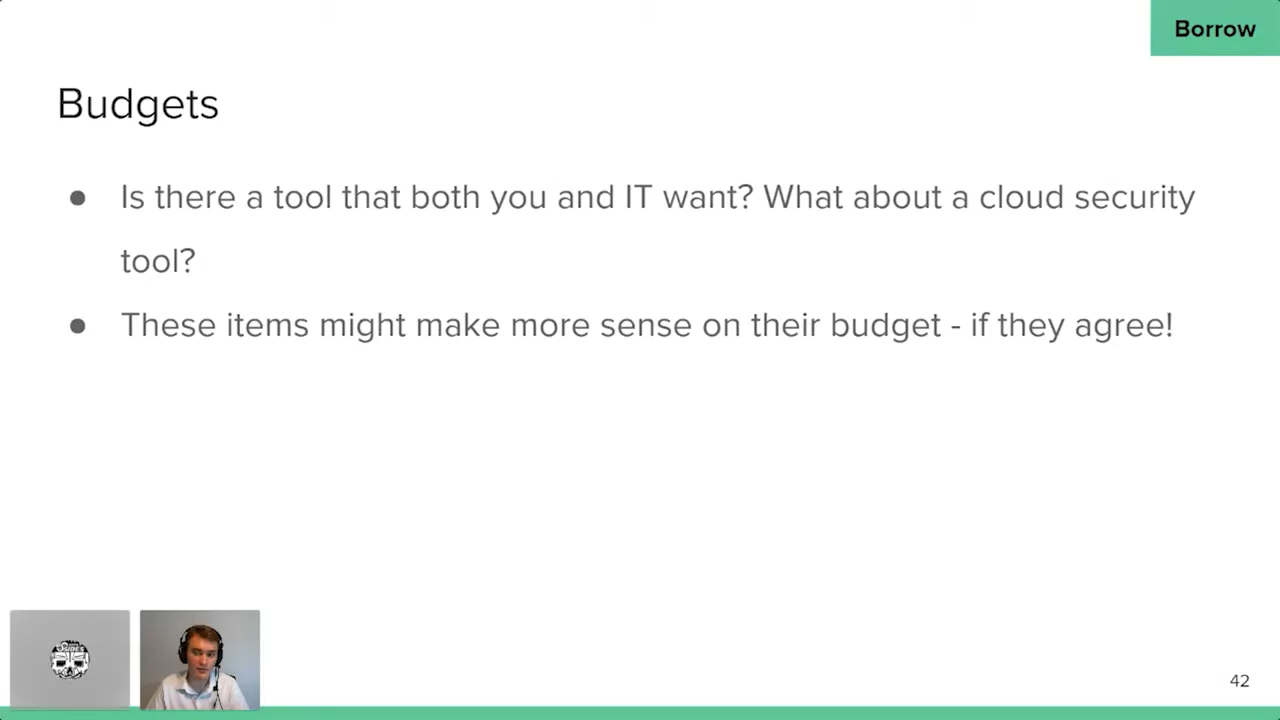 Borrow
Budgets
● Is there a tool that both you and IT want? What about a cloud security
tool?
● These items might make more sense on their budget - if they agree!
SIDES
42